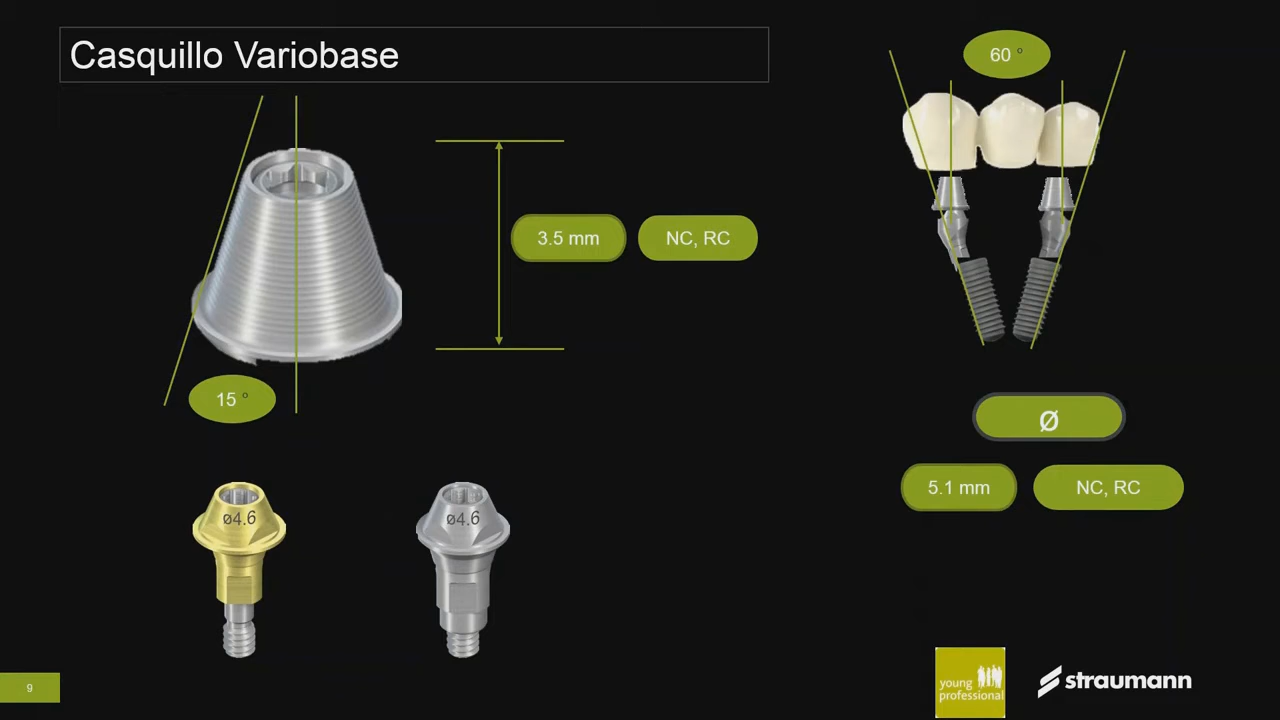 Casquillo Variobase
60 °
3.5 mm
NC, RC
15 °
Ø
5.1 mm
NC, RC
ø4.6
ø4.6
9
young
professional
straumann